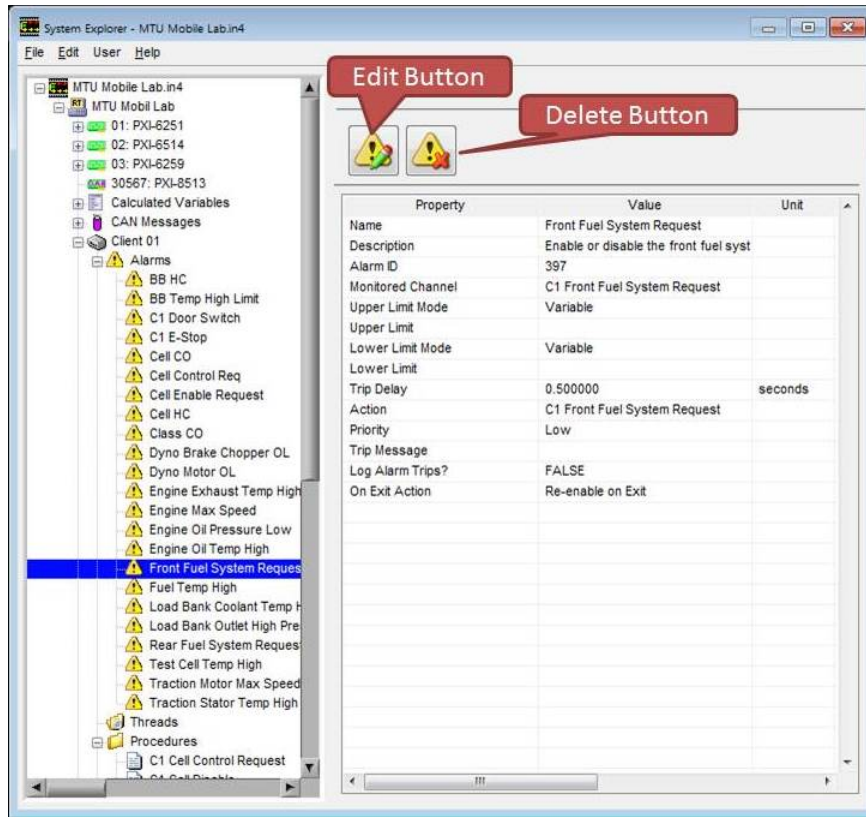 System Explorer - MTU Mobile Lab.in4
File Edit User Help
Edit Button
Delete Button
MTU Mobile Lab.in4
MTU Mobil Lab
01: PXI-6251
02: PXI-6514
03: PXI-6259
30567: PXI-8513
Calculated Variables
CAN Messages
Client 01
Alarms
BB HC
BB Temp High Limit
C1 Door Switch
C1 E-Stop
Cell CO
Cell Control Req
Cell Enable Request
Cell HC
Class CO
Dyno Brake Chopper OL
Dyno Motor OL
Engine Exhaust Temp High
Engine Max Speed
Engine Oil Pressure Low
Engine Oil Temp High
Front Fuel System Reques
Fuel Temp High
Load Bank Coolant Temp H
Load Bank Outlet High Pre
Rear Fuel System Reques
Test Cell Temp High
Traction Motor Max Speed
Traction Stator Temp High
Threads
Procedures
C1 Cell Control Request
C1 Cell Disable
Property Value Unit
Name Front Fuel System Request
Description Enable or disable the front fuel syst
Alarm ID 397
Monitored Channel C1 Front Fuel System Request
Upper Limit Mode Variable
Upper Limit
Lower Limit Mode Variable
Lower Limit
Trip Delay 0.500000 seconds
Action C1 Front Fuel System Request
Priority Low
Trip Message
Log Alarm Trips? FALSE
On Exit Action Re-enable on Exit